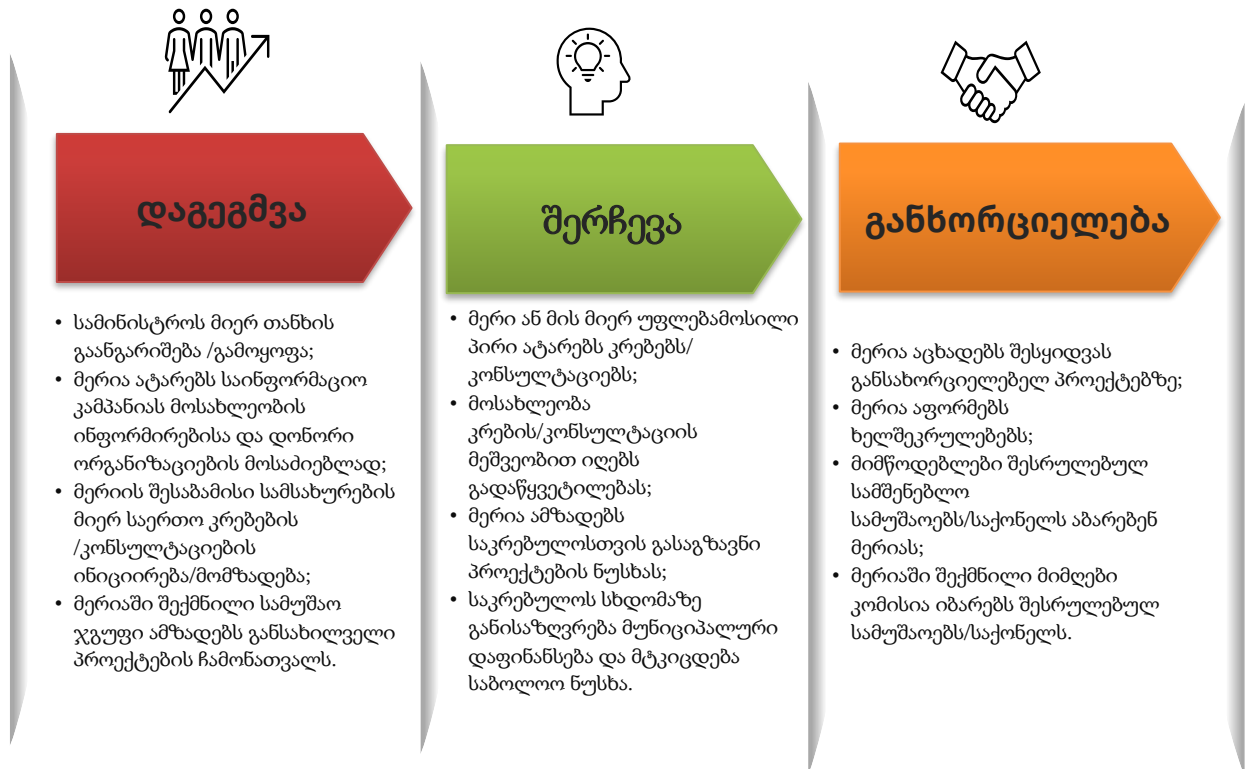 დაგეგმვა
• სამინისტროს მიერ თანხის
გაანგარიშება /გამოყოფა;
• მერია ატარებს საინფორმაციო
კამპანიას მოსახლეობის
ინფორმირებისა და დონორი
ორგანიზაციების მოსაძიებლად;
• მერიის შესაბამისი სამსახურების
მიერ საერთო კრებების
/კონსულტაციების
ინიციირება/მომზადება;
• მერიაში შექმნილი სამუშაო
ჯგუფი ამზადებს განსახილველი
პროექტების ჩამონათვალს.
შერჩევა
• მერი ან მის მიერ უფლებამოსილი
პირი ატარებს კრებებს/
კონსულტაციებს;
• მოსახლეობა
კრების/კონსულტაციის
მეშვეობით იღებს
გადაწყვეტილებას;
• მერია ამზადებს
საკრებულოსთვის გასაგზავნი
პროექტების ნუსხას;
• საკრებულოს სხდომაზე
განისაზღვრება მუნიციპალური
დაფინანსება და მტკიცდება
საბოლოო ნუსხა.
განხორციელება
• მერია აცხადებს შესყიდვას
განსახორციელებელ პროექტებზე;
• მერია აფორმებს
ხელშეკრულებებს;
• მიმწოდებლები შესრულებულ
სამშენებლო
სამუშაოებს/საქონელს აბარებენ
მერიას;
• მერიაში შექმნილი მიმღები
კომისია იბარებს შესრულებულ
სამუშაოებს/საქონელს.